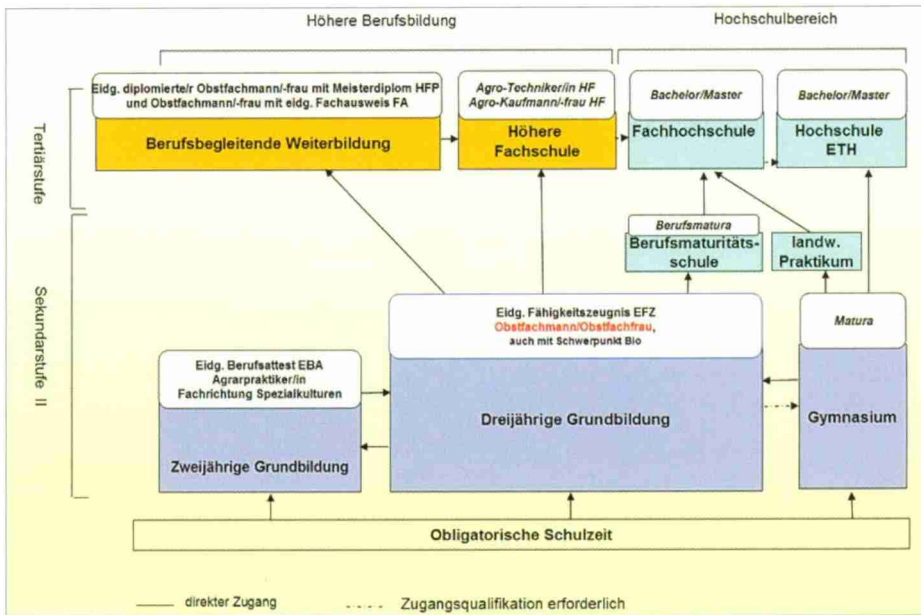 Höhere Berufsbildung
Hochschulbereich
Tertiärstufe
Eidg. diplomierte/r Obstfachmann/-frau mit Meisterdiplom HFP
und Obstfachmann/-frau mit eidg. Fachausweis FA
Berufsbegleitende Weiterbildung
Agro-Techniker/in HF
Agro-Kaufmann/-frau HF
Höhere
Fachschule
Bachelor/Master
Fachhochschule
Bachelor/Master
Hochschule
ETH
Sekundarstufe II
Berufsmatura
Berufsmaturitäts-
schule
landw.
Praktikum
Eidg. Fähigkeitszeugnis EFZ
Obstfachmann/Obstfachfrau,
auch mit Schwerpunkt Bio
Dreijährige Grundbildung
Matura
Gymnasium
Eidg. Berufsattest EBA
Agrarpraktiker/in
Fachrichtung Spezialkulturen
Zweijährige Grundbildung
Obligatorische Schulzeit
direkter Zugang
Zugangsqualifikation erforderlich